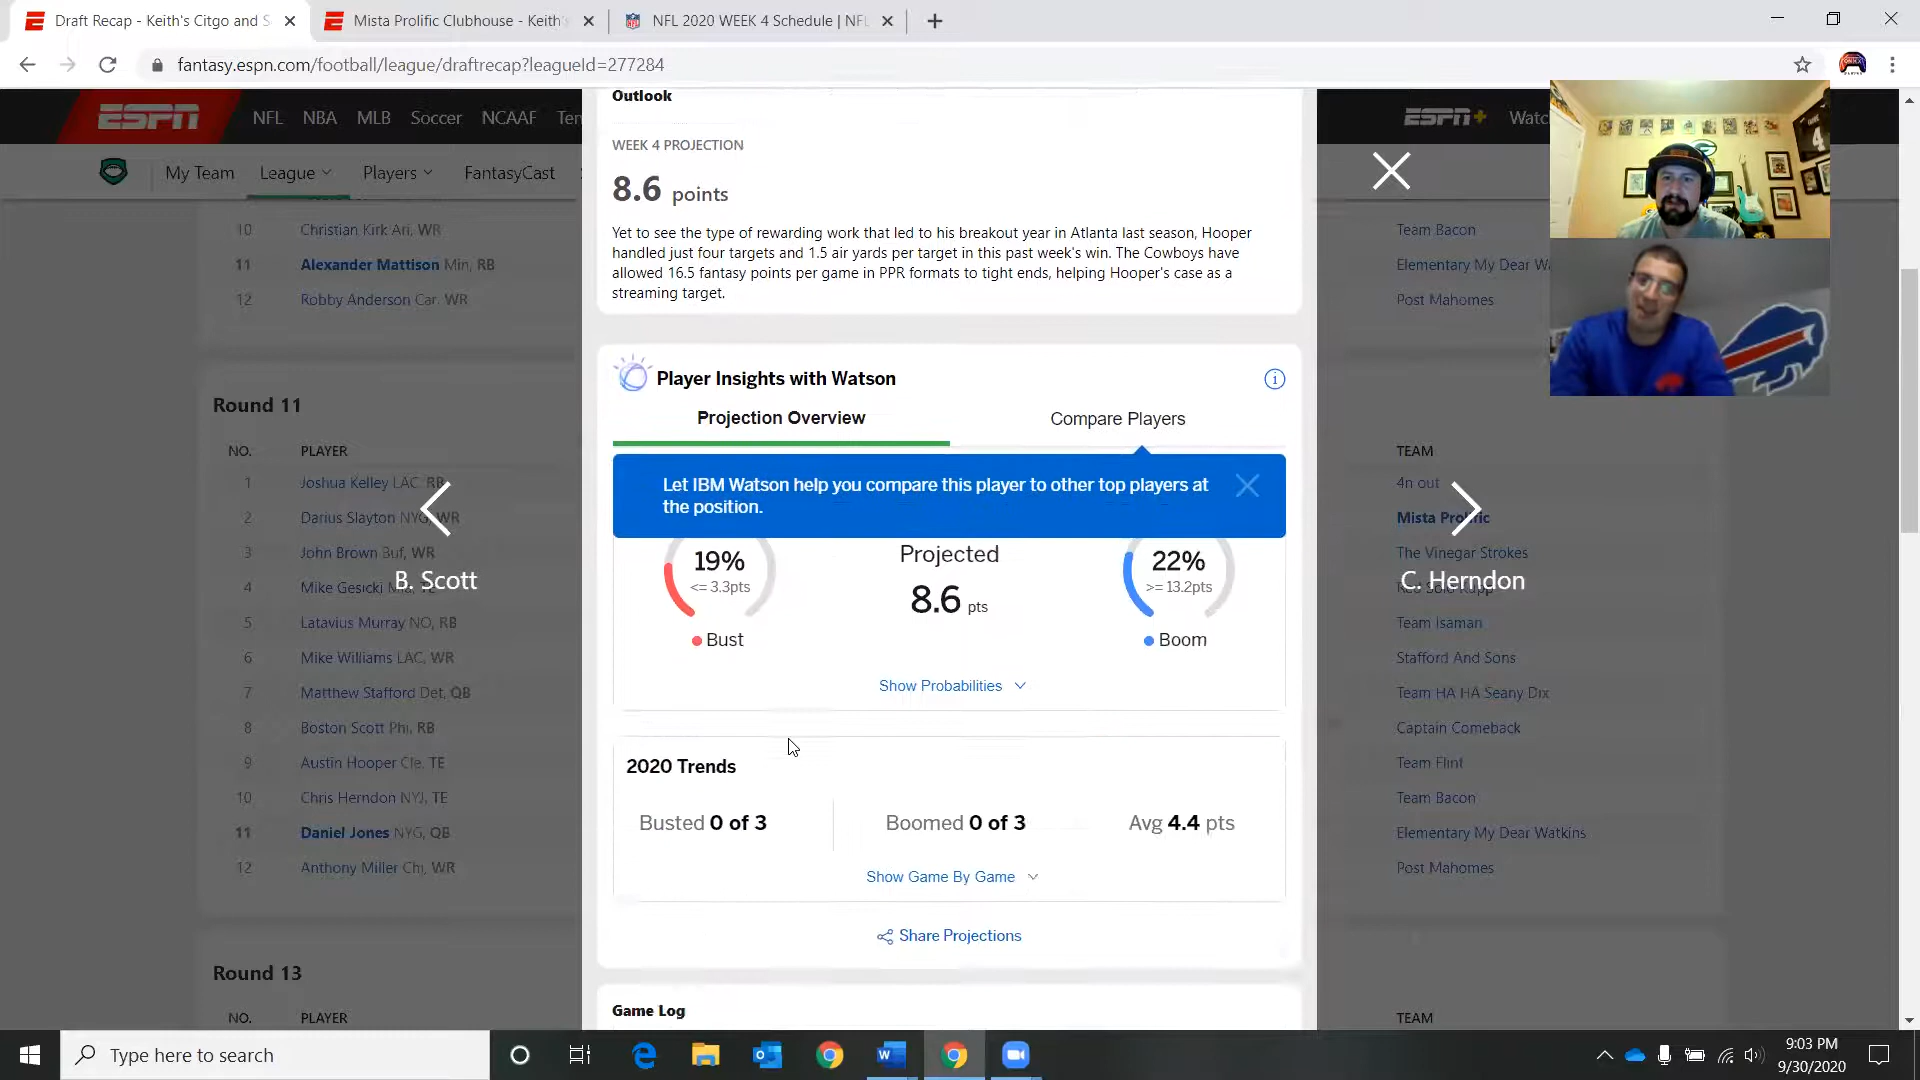 Draft Recap - Keith's Citgo and S
Mista Prolific Clubhouse - Keith's
NFL 2020 WEEK 4 Schedule | NFL
fantasy.espn.com/football/league/draftrecap?leagueId=277284
ESPN NFL NBA MLB Soccer NCAAF Ten
ESPN+ Watc
My Team League Players FantasyCast
Outlook
WEEK 4 PROJECTION
8.6 points
Yet to see the type of rewarding work that led to his breakout year in Atlanta last season, Hooper
handled just four targets and 1.5 air yards per target in this past week's win. The Cowboys have
allowed 16.5 fantasy points per game in PPR formats to tight ends, helping Hooper's case as a
streaming target.
10 Christian Kirk Ari, WR Team Bacon
11 Alexander Mattison Min, RB Elementary My Dear Wa
12 Robby Anderson Car, WR Post Mahomes
Player Insights with Watson
Projection Overview
Compare Players
Let IBM Watson help you compare this player to other top players at
the position.
19%
<= 3.3pts
Bust
Projected
8.6 pts
22%
>= 13.2pts
Boom
Show Probabilities
2020 Trends
Busted 0 of 3
Boomed 0 of 3
Avg 4.4 pts
Show Game By Game
Share Projections
Game Log
B. Scott
C. Herndon
Round 11
NO. PLAYER TEAM
1 Joshua Kelley LAC, RB 4n out
2 Darius Slayton NYG, WR Mista Prolific
3 John Brown Buf, WR The Vinegar Strokes
4 Mike Gesicki Mia, TE Red Solo Kupp
5 Latavius Murray NO, RB Team Isaman
6 Mike Williams LAC, WR Stafford And Sons
7 Matthew Stafford Det, QB Team HA HA Seany Dix
8 Boston Scott Phi, RB Captain Comeback
9 Austin Hooper Cle, TE Team Flint
10 Chris Herndon NYJ, TE Team Bacon
11 Daniel Jones NYG, QB Elementary My Dear Watkins
12 Anthony Miller Chi, WR Post Mahomes
Round 13
NO. PLAYER TEAM
Type here to search
9:03 PM
9/30/2020